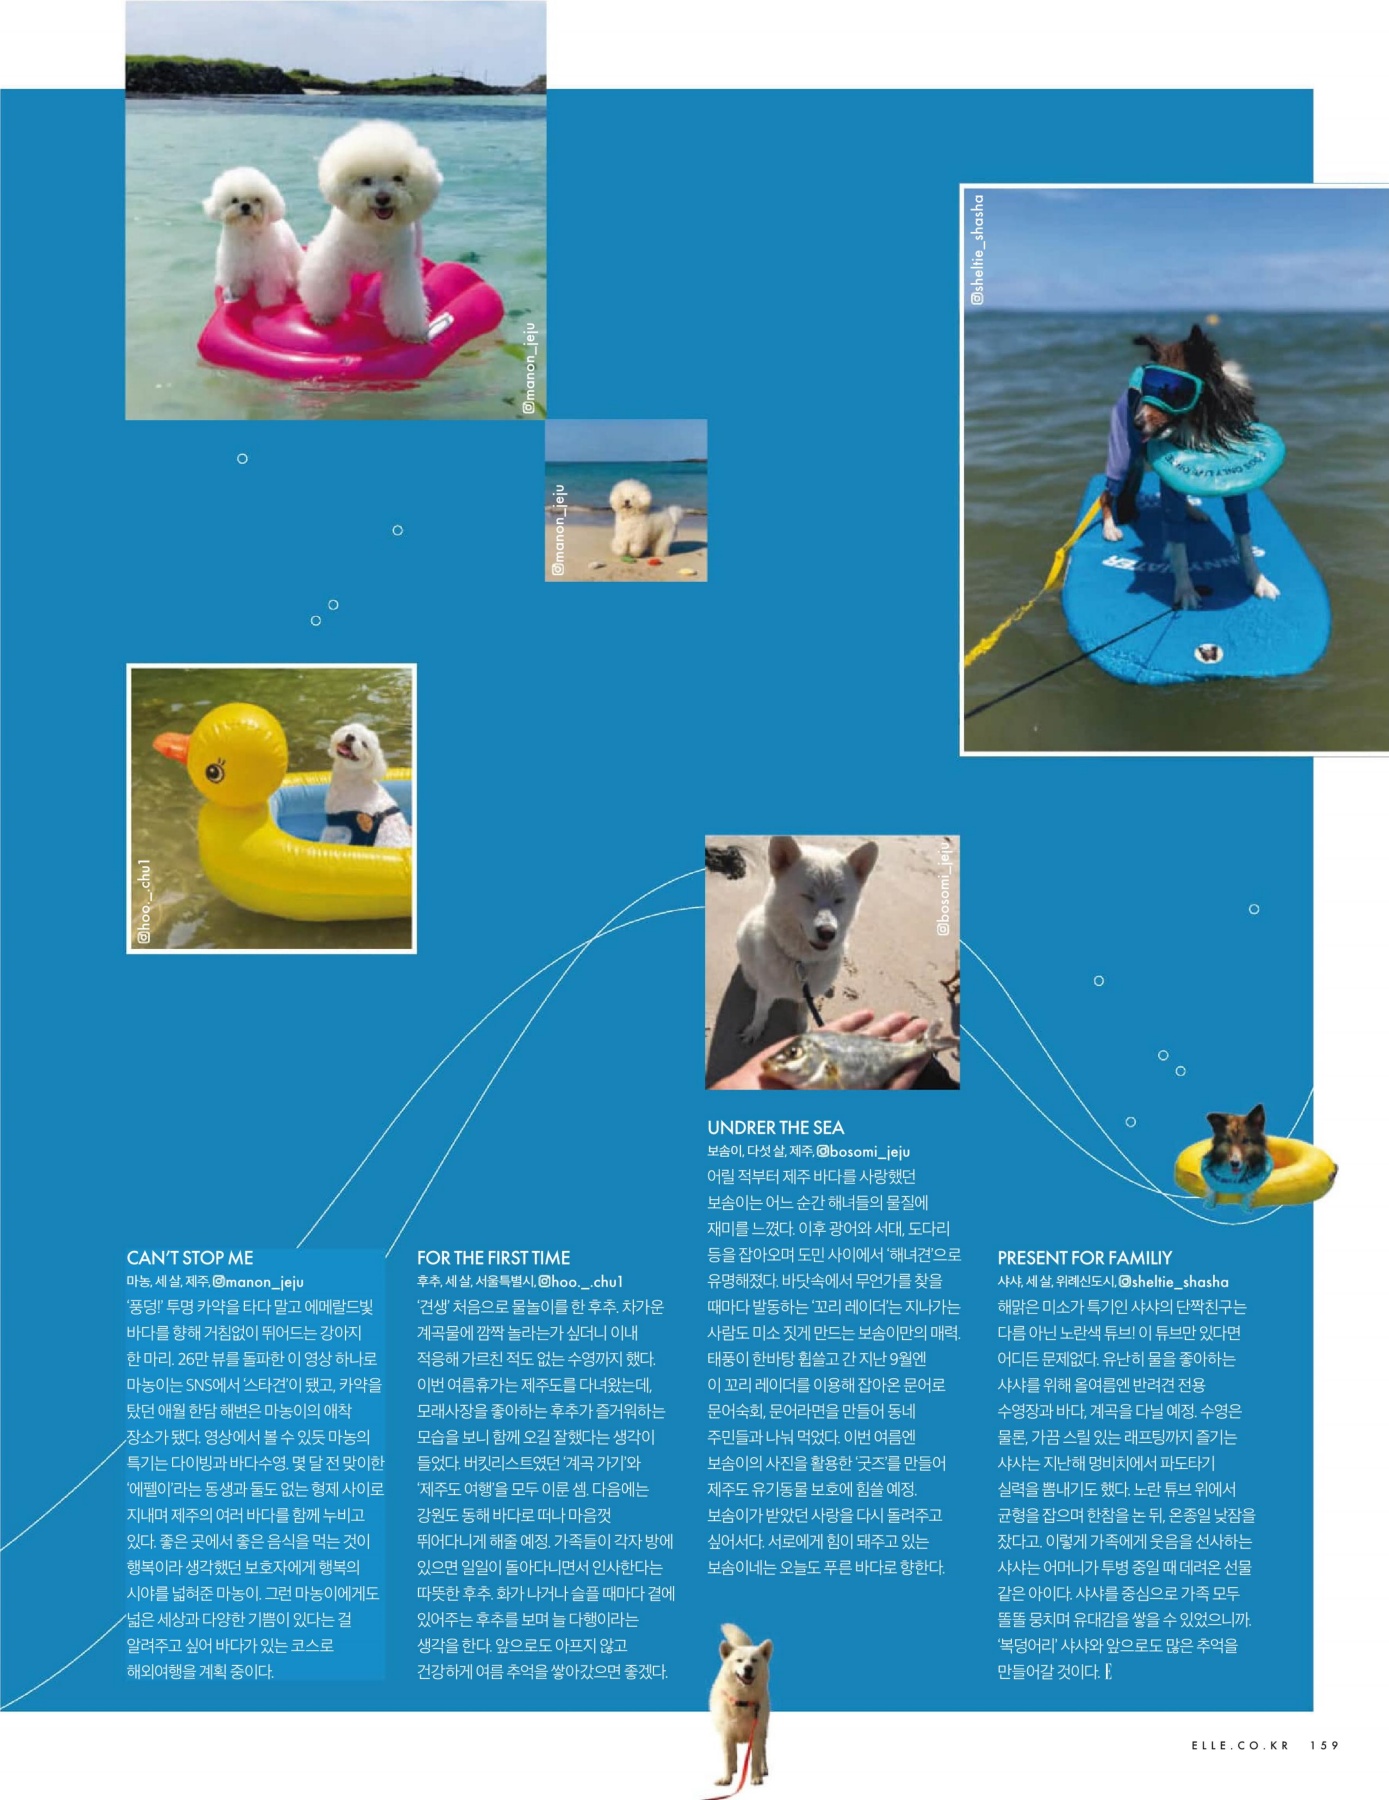 @manon_jeju
@sheltie_shasha
@manon_jeju
@hoo._.chu1
@bosomi_jeju
CAN'T STOP ME
마농, 세 살, 제주, @manon_jeju
'풍덩!' 투명 카약을 타다 말고 에메랄드빛
바다를 향해 거침없이 뛰어드는 강아지
한 마리. 26만 뷰를 돌파한 이 영상 하나로
마농이는 SNS에서 '스타견'이 됐고, 카약을
탔던 애월 한담 해변은 마농이의 애착
장소가 됐다. 영상에서 볼 수 있듯 마농의
특기는 다이빙과 바다수영. 몇 달 전 맞이한
'에펠이'라는 동생과 둘도 없는 형제 사이로
지내며 제주의 여러 바다를 함께 누비고
있다. 좋은 곳에서 좋은 음식을 먹는 것이
행복이라 생각했던 보호자에게 행복의
시야를 넓혀준 마농이. 그런 마농이에게도
넓은 세상과 다양한 기쁨이 있다는 걸
알려주고 싶어 바다가 있는 코스로
해외여행을 계획 중이다.
FOR THE FIRST TIME
후추, 세 살, 서울특별시, @hoo._.chu1
'견생' 처음으로 물놀이를 한 후추. 차가운
계곡물에 깜짝 놀라는가 싶더니 이내
적응해 가르친 적도 없는 수영까지 했다.
이번 여름휴가는 제주도를 다녀왔는데,
모래사장을 좋아하는 후추가 즐거워하는
모습을 보니 함께 오길 잘했다는 생각이
들었다. 버킷리스트였던 '계곡 가기'와
'제주도 여행'을 모두 이룬 셈. 다음에는
강원도 동해 바다로 떠나 마음껏
뛰어다니게 해줄 예정. 가족들이 각자 방에
있으면 일일이 돌아다니면서 인사한다는
따뜻한 후추. 화가 나거나 슬플 때마다 곁에
있어주는 후추를 보며 늘 다행이라는
생각을 한다. 앞으로도 아프지 않고
건강하게 여름 추억을 쌓아갔으면 좋겠다.
UNDRER THE SEA
보솜이, 다섯 살, 제주, @bosomi_jeju
어릴 적부터 제주 바다를 사랑했던
보솜이는 어느 순간 해녀들의 물질에
재미를 느꼈다. 이후 광어와 서대, 도다리
등을 잡아오며 도민 사이에서 '해녀견'으로
유명해졌다. 바닷속에서 무언가를 찾을
때마다 발동하는 '꼬리 레이더'는 지나가는
사람도 미소 짓게 만드는 보솜이만의 매력.
태풍이 한바탕 휩쓸고 간 지난 9월엔
이 꼬리 레이더를 이용해 잡아온 문어로
문어숙회, 문어라면을 만들어 동네
주민들과 나눠 먹었다. 이번 여름엔
보솜이의 사진을 활용한 '굿즈'를 만들어
제주도 유기동물 보호에 힘쓸 예정.
보솜이가 받았던 사랑을 다시 돌려주고
싶어서다. 서로에게 힘이 돼주고 있는
보솜이네는 오늘도 푸른 바다로 향한다.
PRESENT FOR FAMILIY
샤샤, 세 살, 위례신도시, @sheltie_shasha
해맑은 미소가 특기인 샤샤의 단짝친구는
다름 아닌 노란색 튜브! 이 튜브만 있다면
어디든 문제없다. 유난히 물을 좋아하는
샤샤를 위해 올여름엔 반려견 전용
수영장과 바다, 계곡을 다닐 예정. 수영은
물론, 가끔 스릴 있는 래프팅까지 즐기는
샤샤는 지난해 멍비치에서 파도타기
실력을 뽐내기도 했다. 노란 튜브 위에서
균형을 잡으며 한참을 논 뒤, 온종일 낮잠을
잤다고. 이렇게 가족에게 웃음을 선사하는
샤샤는 어머니가 투병 중일 때 데려온 선물
같은 아이다. 샤샤를 중심으로 가족 모두
똘똘 뭉치며 유대감을 쌓을 수 있었으니까.
'복덩어리' 샤샤와 앞으로도 많은 추억을
만들어갈 것이다. E
ELLE.CO.KR 159